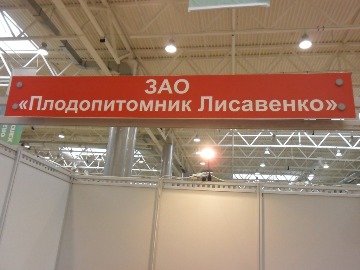 ЗАО
«Плодопитомник Лисавенко»